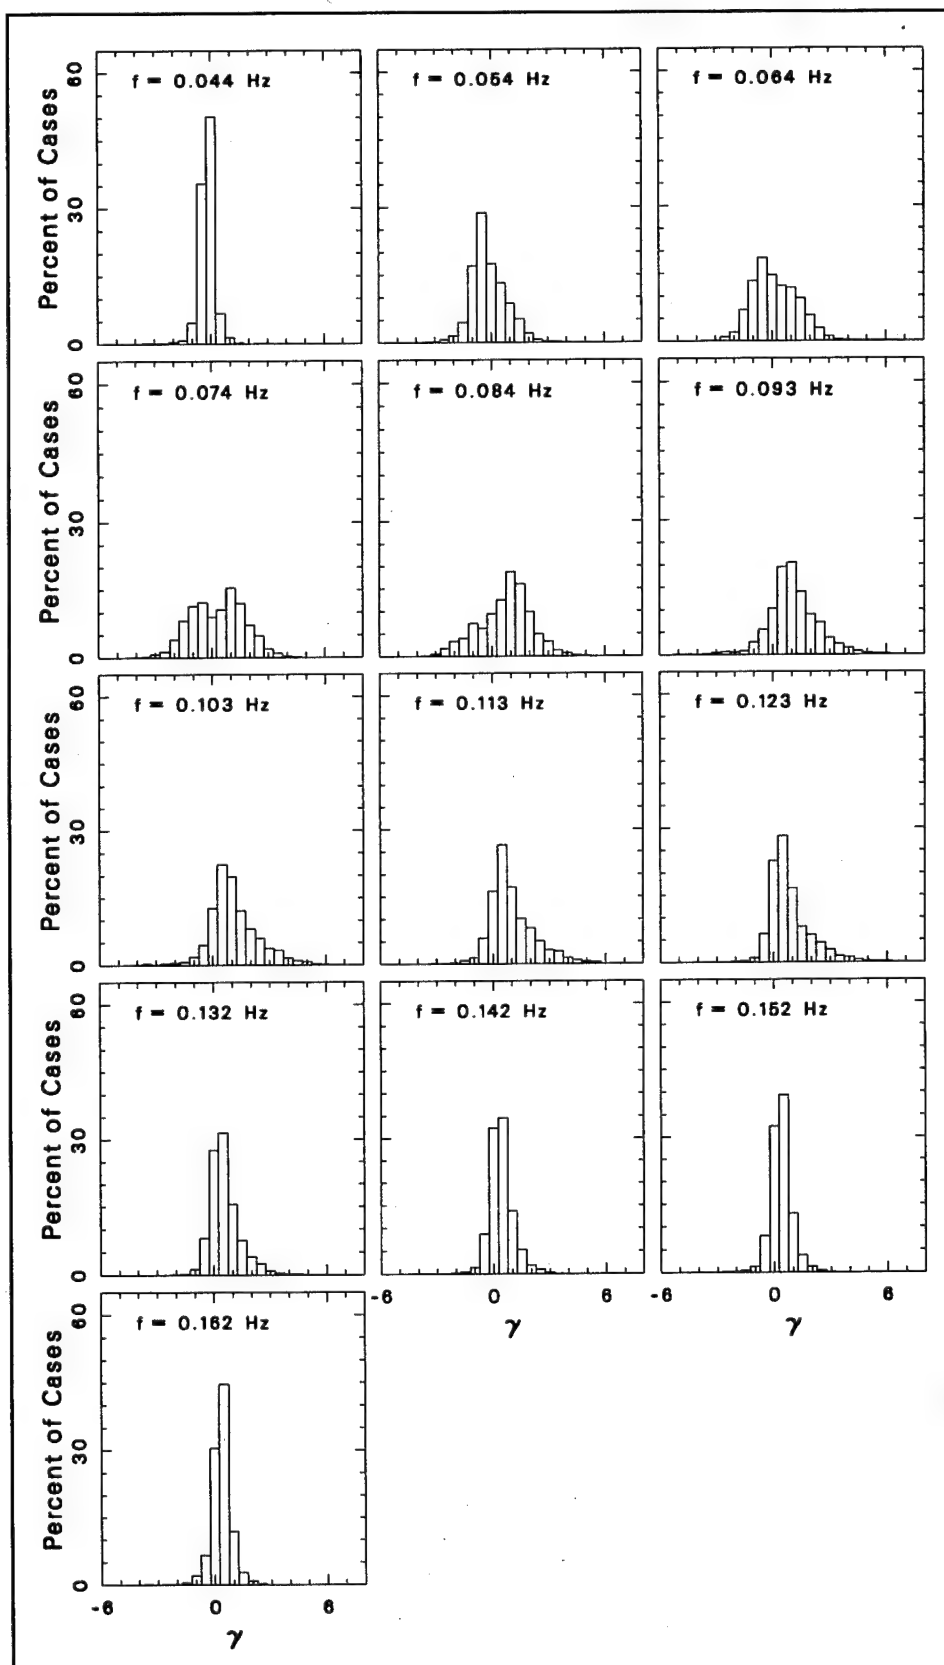 f = 0.044 Hz
f = 0.054 Hz
f = 0.064 Hz
Percent of Cases
60
30
0
f = 0.074 Hz
f = 0.084 Hz
f = 0.093 Hz
Percent of Cases
60
30
0
f = 0.103 Hz
f = 0.113 Hz
f = 0.123 Hz
Percent of Cases
60
30
0
f = 0.132 Hz
f = 0.142 Hz
f = 0.152 Hz
Percent of Cases
60
30
0
-6 0 6
-6 0 6
γ
γ
f = 0.162 Hz
Percent of Cases
60
30
0
-6 0 6
γ